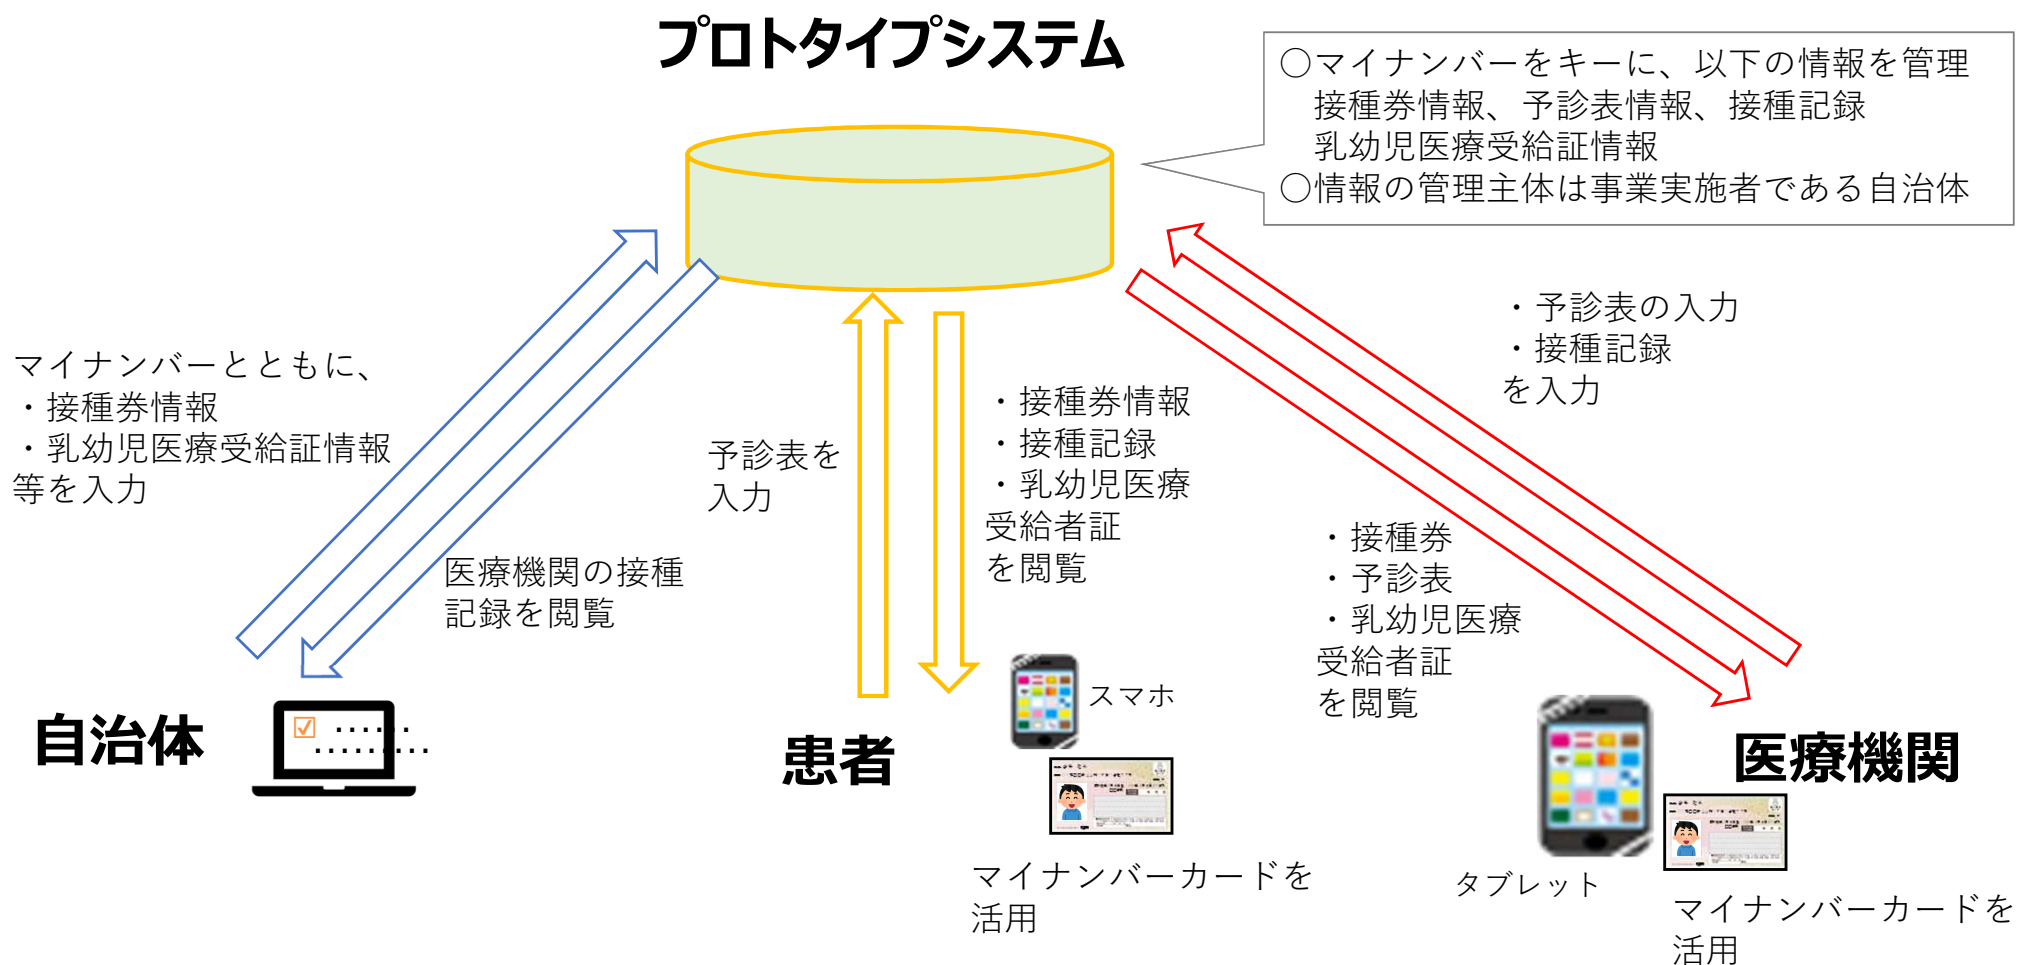 プロトタイプシステム
○マイナンバーをキーに、以下の情報を管理
接種券情報、予診表情報、接種記録
乳幼児医療受給証情報
○情報の管理主体は事業実施者である自治体
マイナンバーとともに、
・接種券情報
・乳幼児医療受給証情報
等を入力
医療機関の接種
記録を閲覧
予診表を
入力
・接種券情報
・接種記録
・乳幼児医療
受給者証
を閲覧
・予診表の入力
・接種記録
を入力
・接種券
・予診表
・乳幼児医療
受給者証
を閲覧
自治体
患者
スマホ
マイナンバーカードを
活用
医療機関
タブレット
マイナンバーカードを
活用